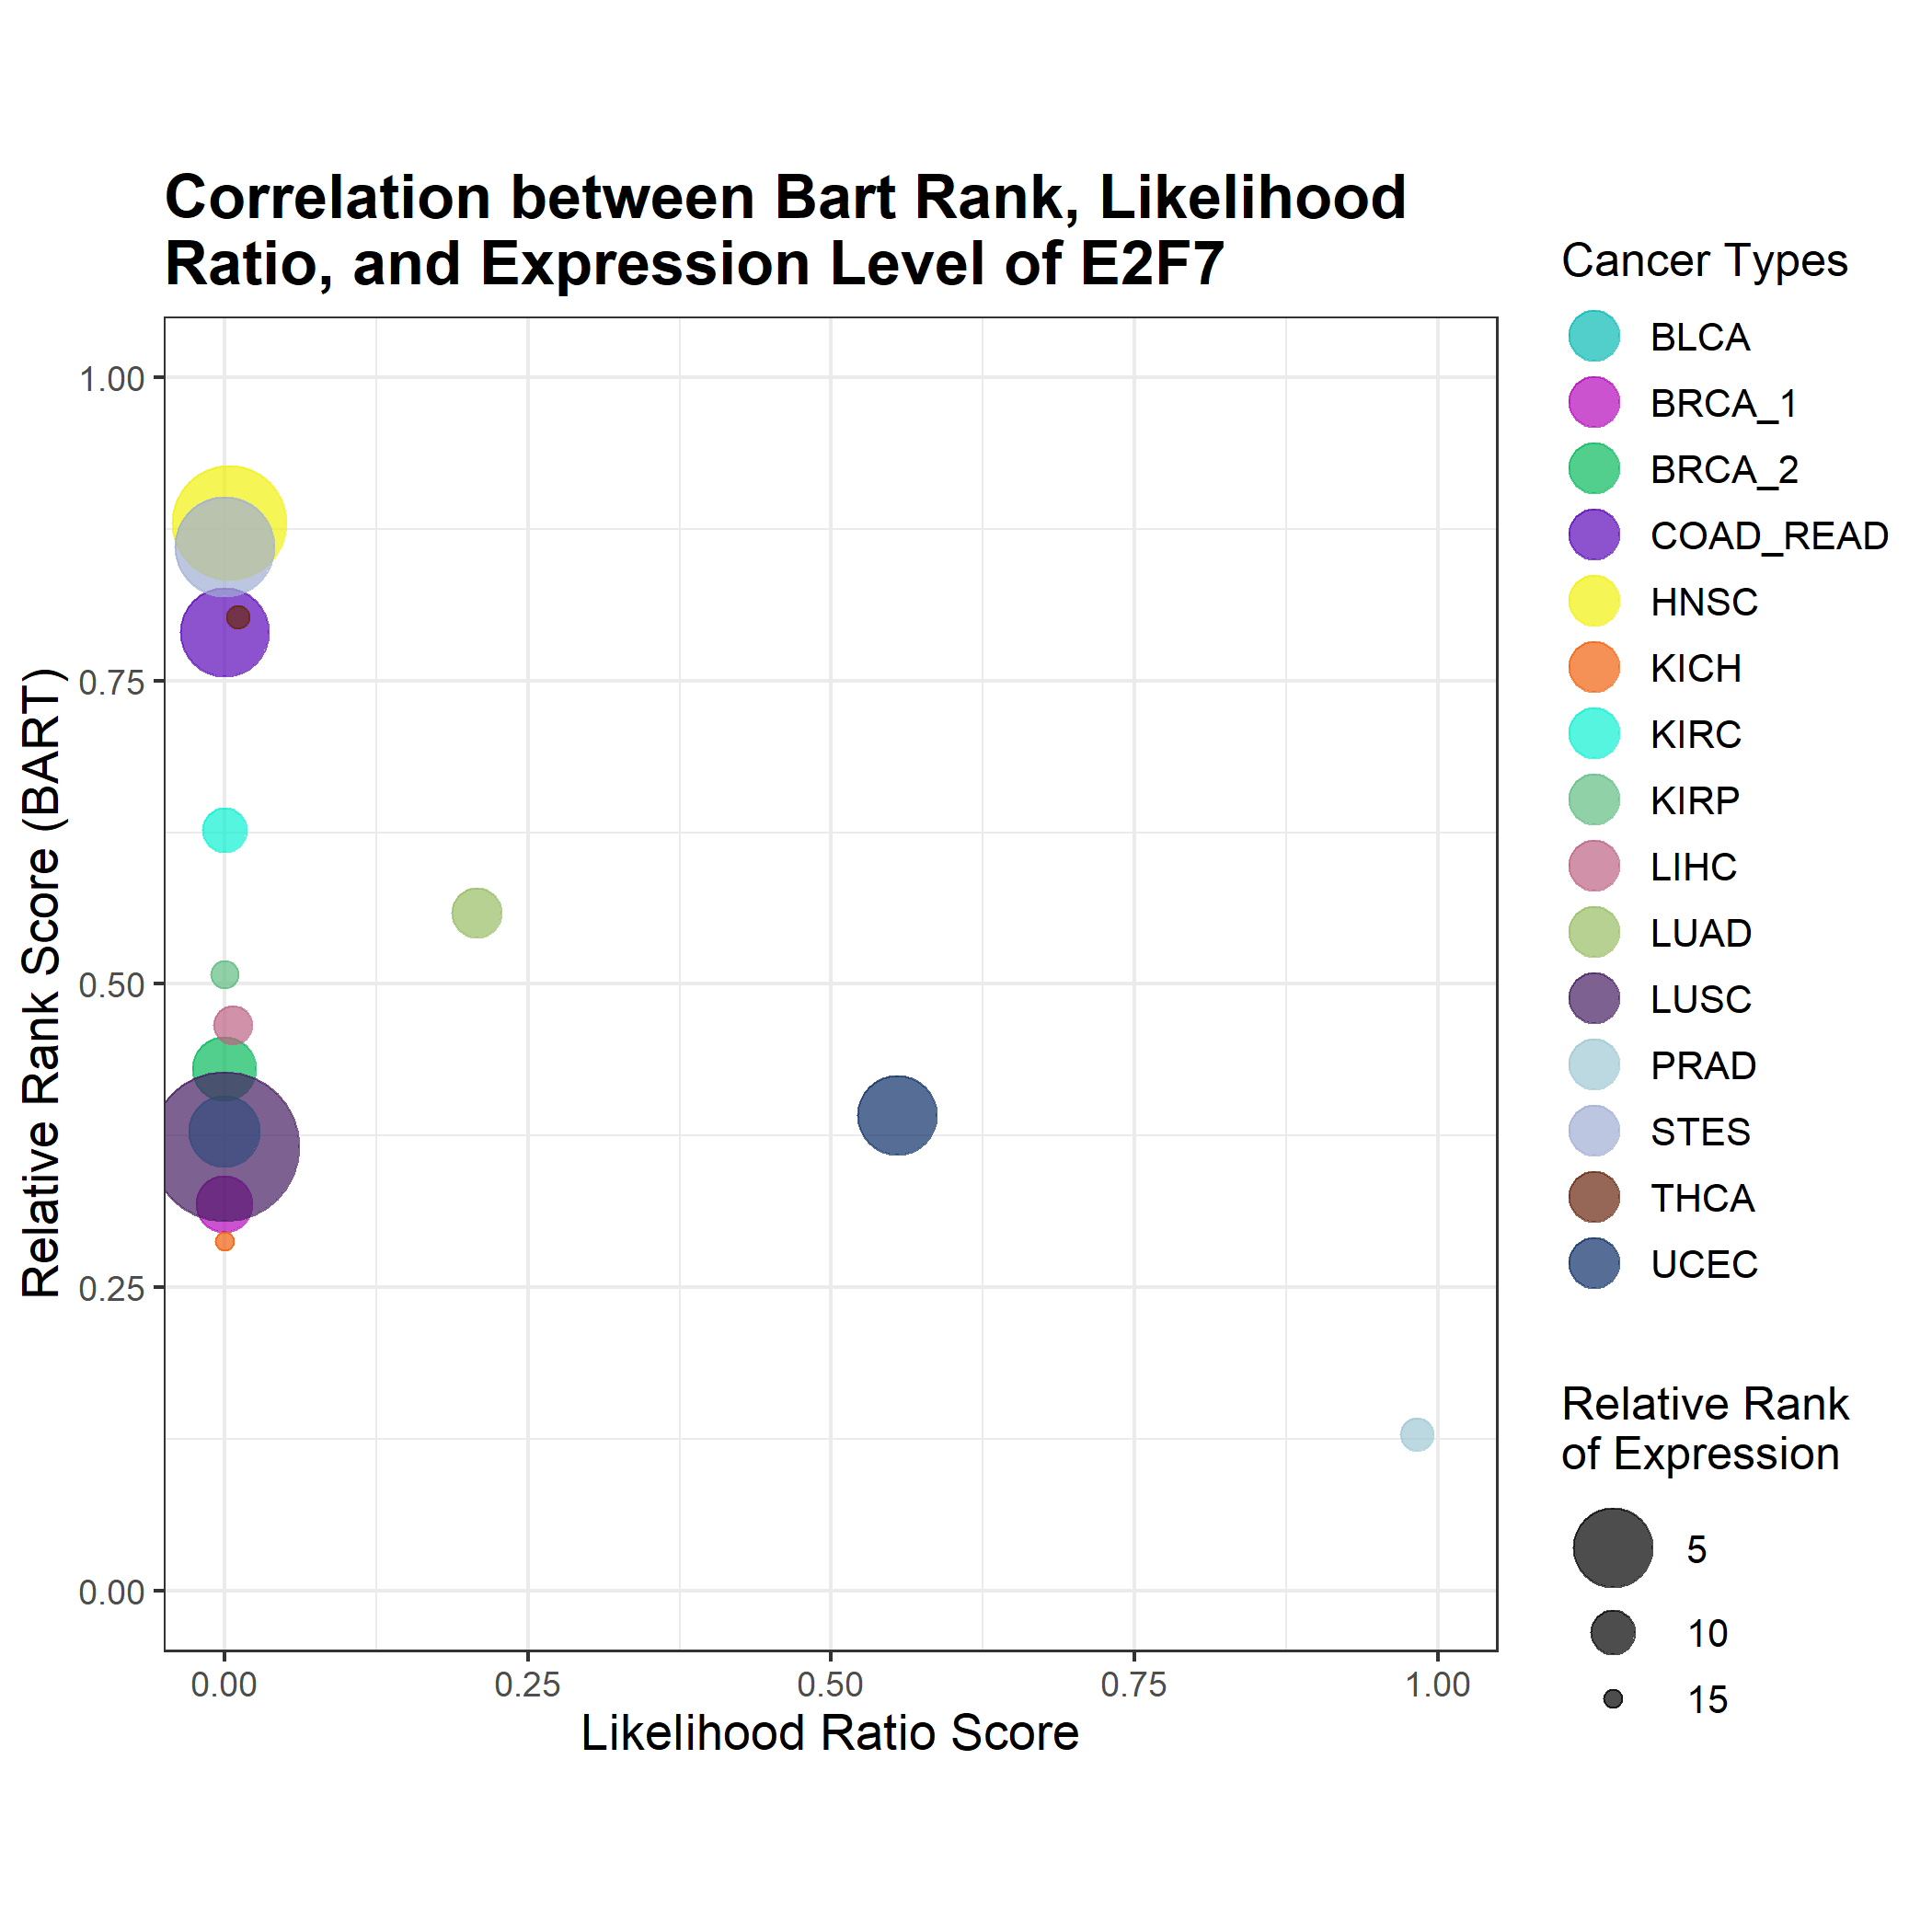 Correlation between Bart Rank, Likelihood
Ratio, and Expression Level of E2F7
Relative Rank Score (BART)
1.00
0.75
0.50
0.25
0.00
0.00
0.25
0.50
0.75
1.00
Likelihood Ratio Score
Cancer Types
BLCA
BRCA_1
BRCA_2
COAD_READ
HNSC
KICH
KIRC
KIRP
LIHC
LUAD
LUSC
PRAD
STES
THCA
UCEC
Relative Rank
of Expression
5
10
15